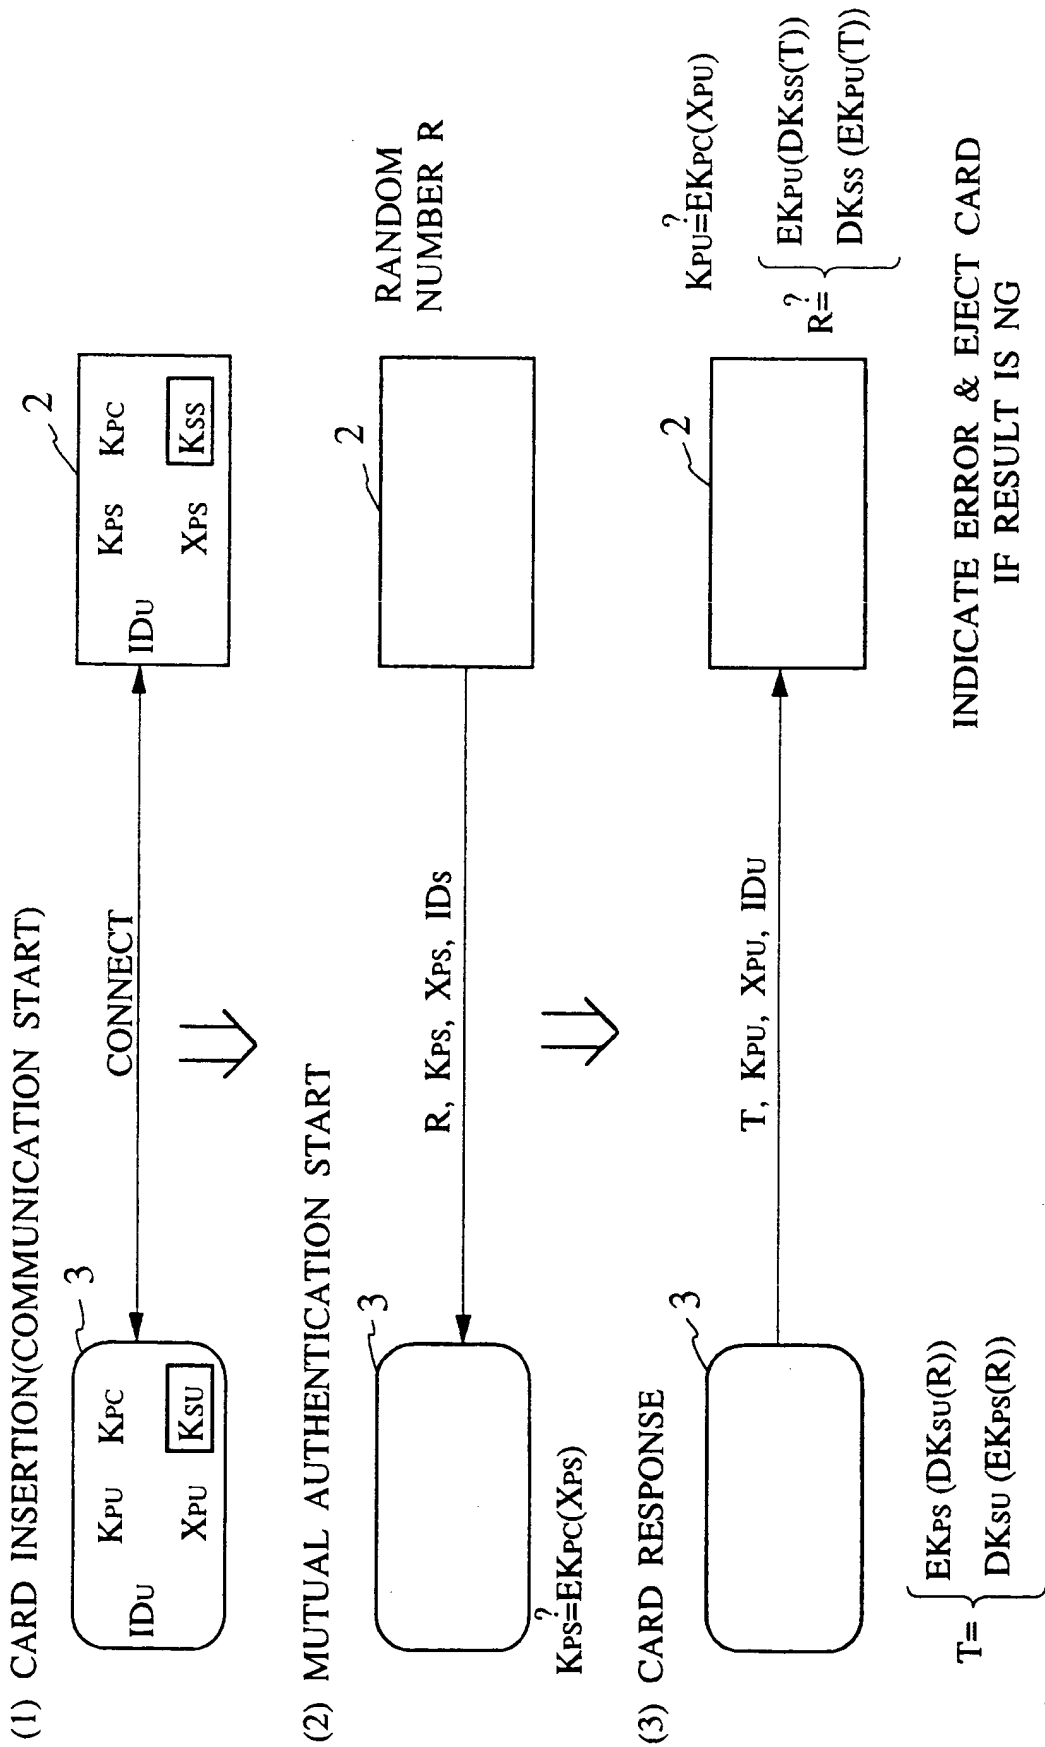 (1) CARD INSERTION(COMMUNICATION START)
3
IDU KPU KPC
XPU KSU
CONNECT
2
IDU KPS KPC
XPS KSS
(2) MUTUAL AUTHENTICATION START
3
R, KPS, XPS, IDS
2
RANDOM
NUMBER R
KPS=?EKPC(XPS)
(3) CARD RESPONSE
3
T, KPU, XPU, IDU
2
KPU=?EKPC(XPU)
R=? { EKPU(DKSS(T))
DKSS (EKPU(T))
T= { EKPS (DKSU(R))
DKSU (EKPS(R))
INDICATE ERROR & EJECT CARD
IF RESULT IS NG